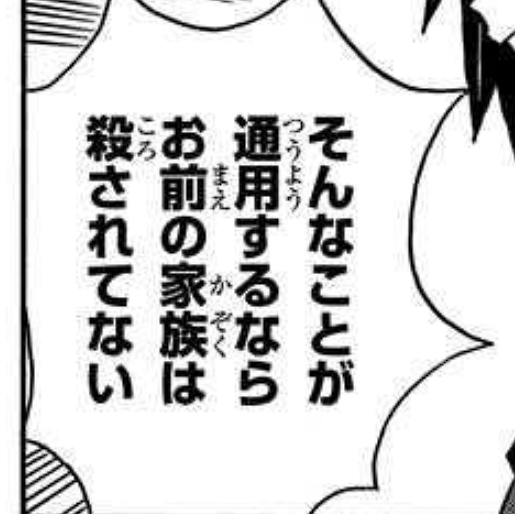 そんなことが
通用するなら
お前の家族は
殺されてない